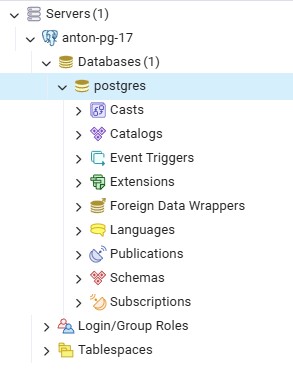 Servers (1)
anton-pg-17
Databases (1)
postgres
Casts
Catalogs
Event Triggers
Extensions
Foreign Data Wrappers
Languages
Publications
Schemas
Subscriptions
Login/Group Roles
Tablespaces